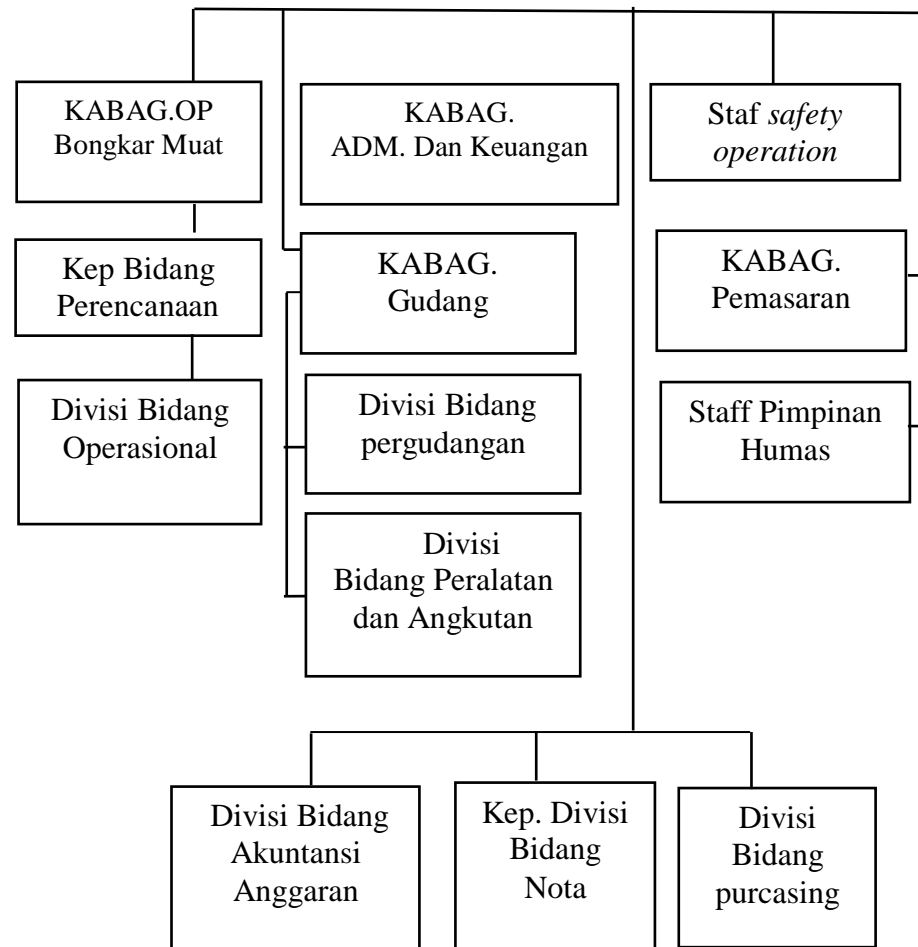 KABAG.OP
Bongkar Muat
KABAG.
ADM. Dan Keuangan
Staf safety
operation
Kep Bidang
Perencanaan
KABAG.
Gudang
KABAG.
Pemasaran
Divisi Bidang
Operasional
Divisi Bidang
pergudangan
Staff Pimpinan
Humas
Divisi
Bidang Peralatan
dan Angkutan
Divisi Bidang
Akuntansi
Anggaran
Kep. Divisi
Bidang
Nota
Divisi
Bidang
purcasing